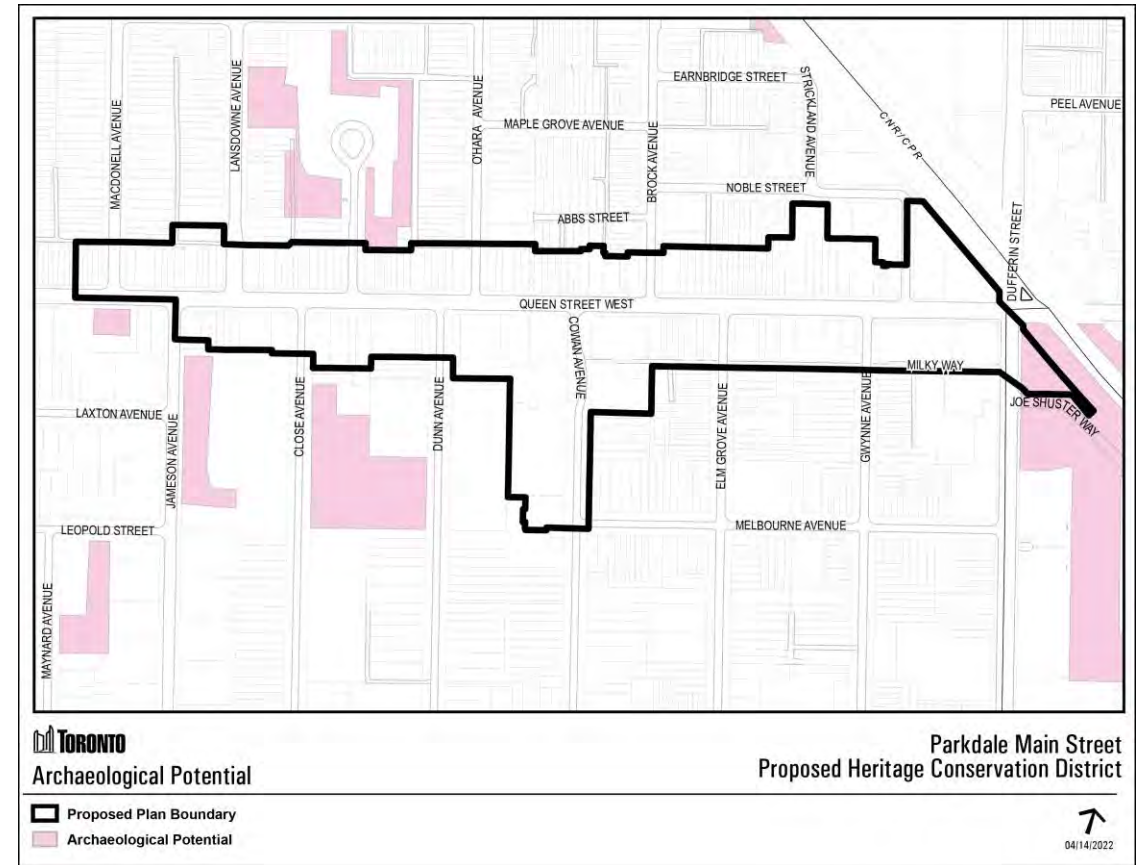 EARNBRIDGE STREET
STRICKLAND AVENUE
CNR/CPR
PEEL AVENUE
MACDONELL AVENUE
LANSDOWNE AVENUE
O'HARA AVENUE
MAPLE GROVE AVENUE
BROCK AVENUE
NOBLE STREET
ABBS STREET
DUFFERIN STREET
QUEEN STREET WEST
COWAN AVENUE
MILKY WAY
JOE SHUSTER WAY
LAXTON AVENUE
JAMESON AVENUE
CLOSE AVENUE
DUNN AVENUE
ELM GROVE AVENUE
GWYNNE AVENUE
LEOPOLD STREET
MELBOURNE AVENUE
MAYNARD AVENUE
TORONTO
Archaeological Potential
Parkdale Main Street
Proposed Heritage Conservation District
Proposed Plan Boundary
Archaeological Potential
04/14/2022